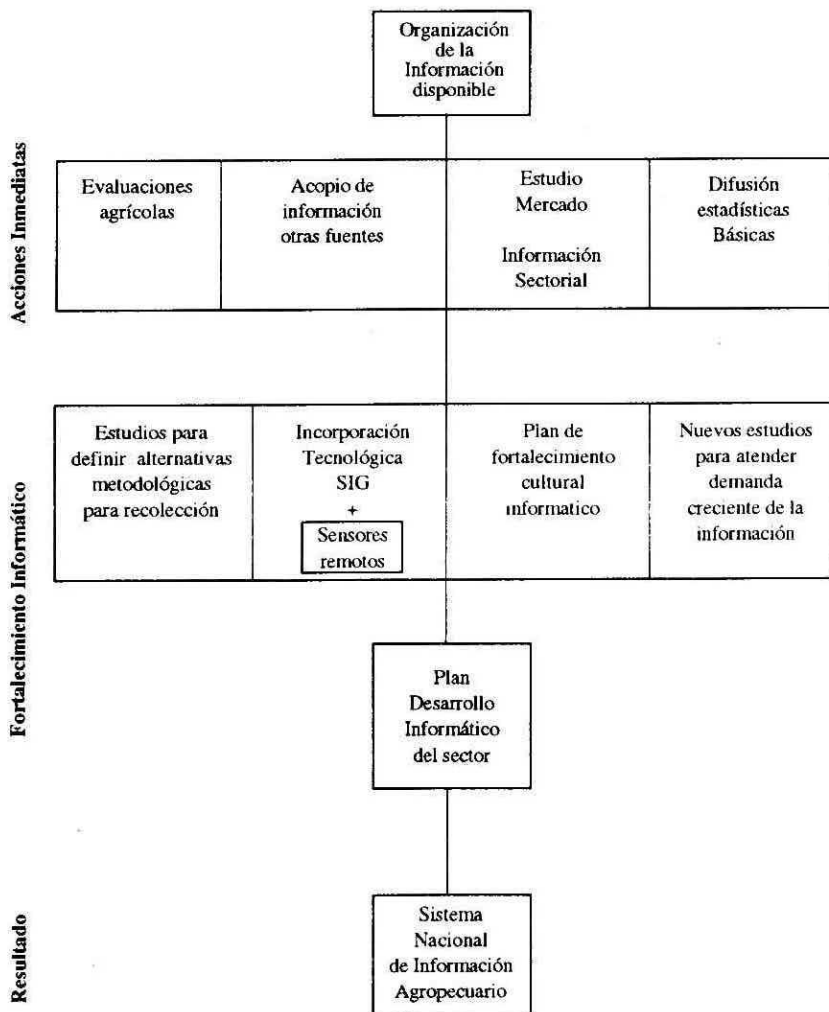 Organización
de la
Información
disponible
Acciones Inmediatas
Evaluaciones
agrícolas
Acopio de
información
otras fuentes
Estudio
Mercado
Información
Sectorial
Difusión
estadísticas
Básicas
Fortalecimiento Informático
Estudios para
definir alternativas
metodológicas
para recolección
Incorporación
Tecnológica
SIG
+
Sensores
remotos
Plan de
fortalecimiento
cultural
informatico
Nuevos estudios
para atender
demanda
creciente de la
información
Plan
Desarrollo
Informático
del sector
Resultado
Sistema
Nacional
de Información
Agropecuario